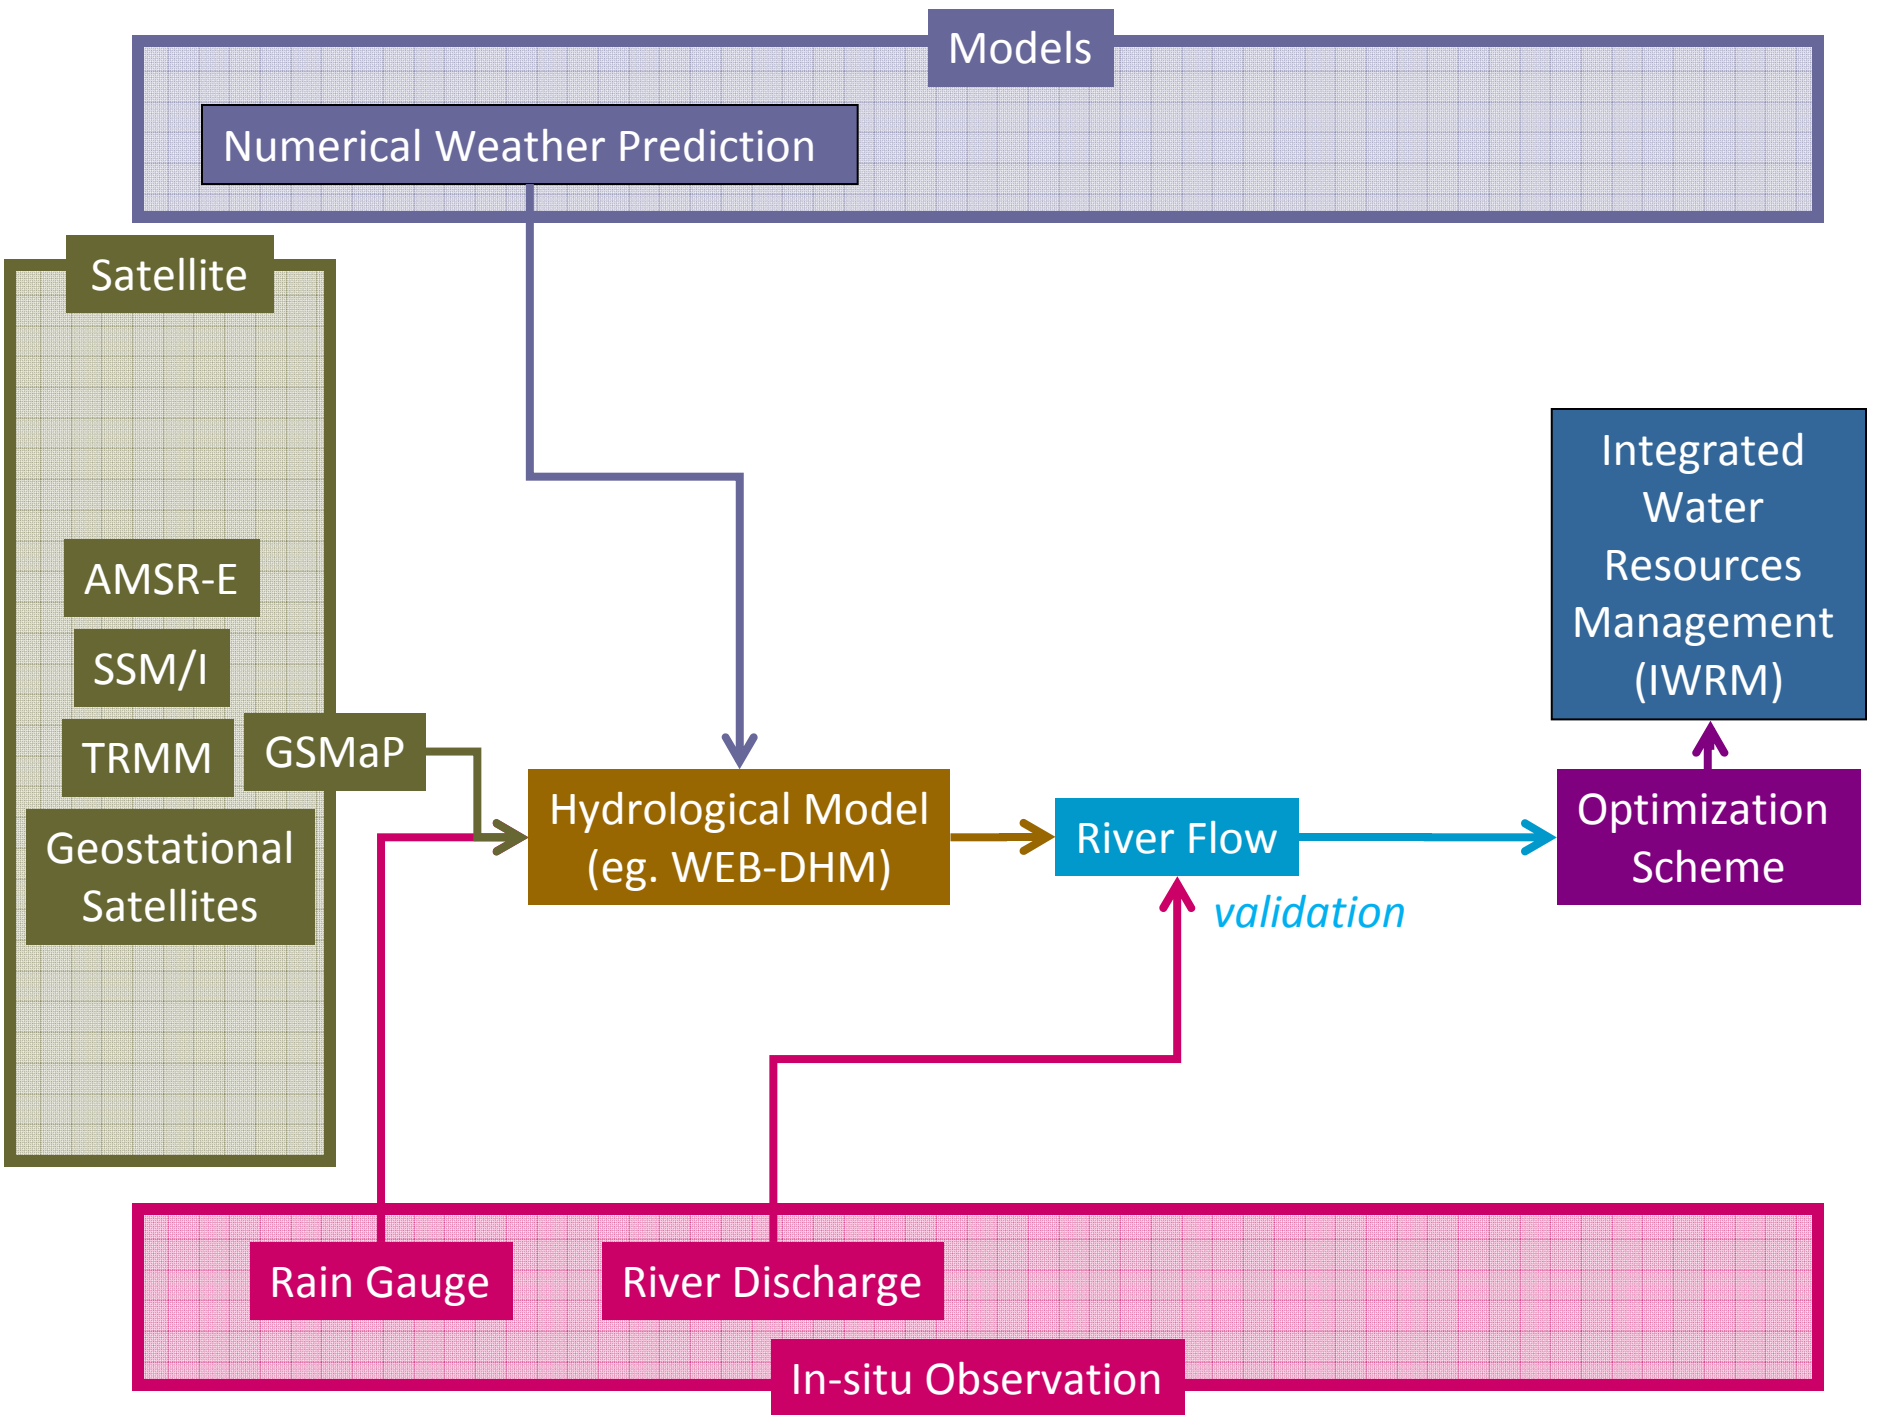 Models
Numerical Weather Prediction
Satellite
AMSR-E
SSM/I
TRMM
GSMaP
Geostational
Satellites
Hydrological Model
(eg. WEB-DHM)
River Flow
validation
Optimization
Scheme
Integrated
Water
Resources
Management
(IWRM)
Rain Gauge
River Discharge
In-situ Observation